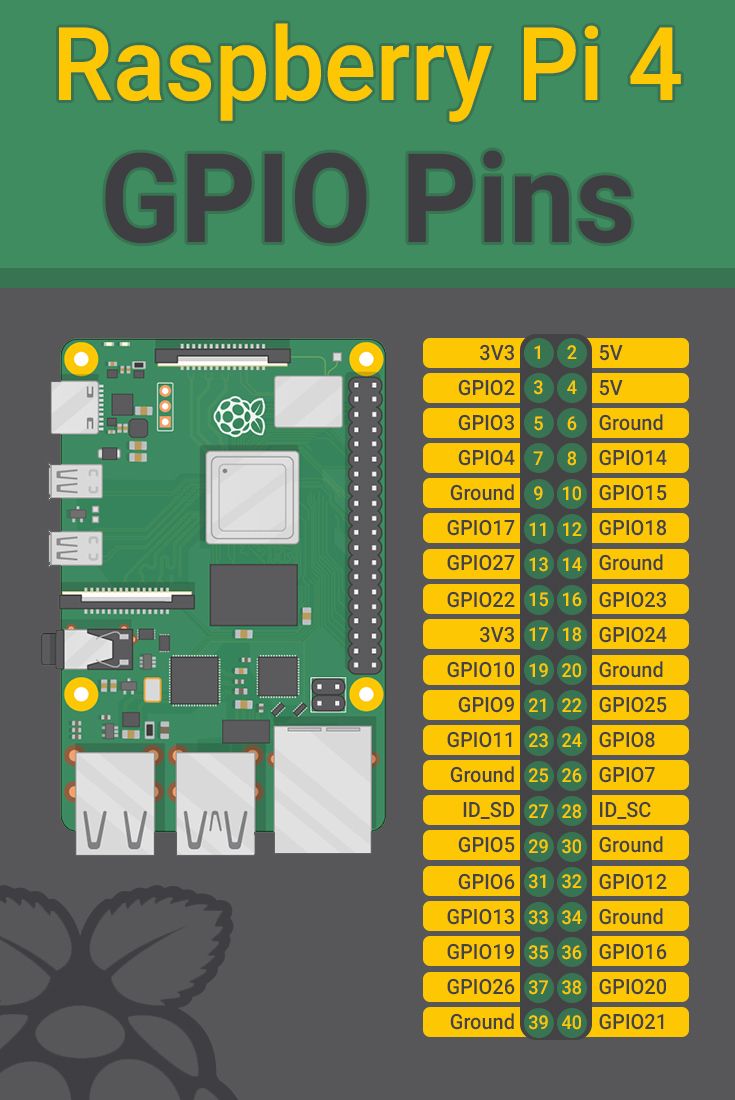 Raspberry Pi 4
GPIO Pins
3V3 1 2 5V
GPIO2 3 4 5V
GPIO3 5 6 Ground
GPIO4 7 8 GPIO14
Ground 9 10 GPIO15
GPIO17 11 12 GPIO18
GPIO27 13 14 Ground
GPIO22 15 16 GPIO23
3V3 17 18 GPIO24
GPIO10 19 20 Ground
GPIO9 21 22 GPIO25
GPIO11 23 24 GPIO8
Ground 25 26 GPIO7
ID_SD 27 28 ID_SC
GPIO5 29 30 Ground
GPIO6 31 32 GPIO12
GPIO13 33 34 Ground
GPIO19 35 36 GPIO16
GPIO26 37 38 GPIO20
Ground 39 40 GPIO21